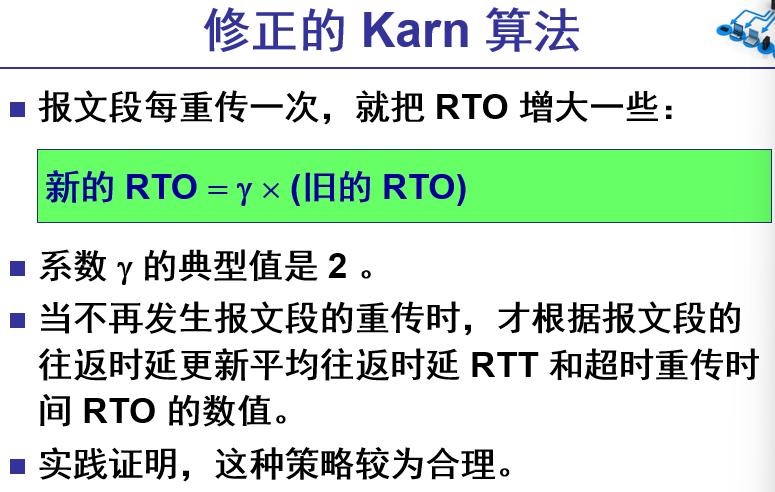 修正的 Karn 算法
■ 报文段每重传一次，就把 RTO 增大一些：
新的 RTO = γ × (旧的 RTO)
■ 系数 γ 的典型值是 2 。
■ 当不再发生报文段的重传时，才根据报文段的
往返时延更新平均往返时延 RTT 和超时重传时
间 RTO 的数值。
■ 实践证明，这种策略较为合理。